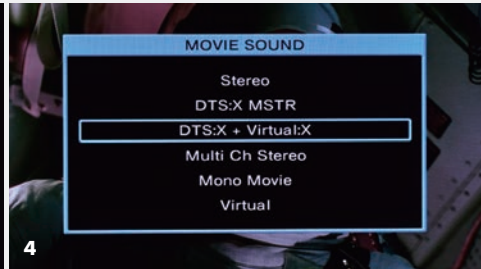 MOVIE SOUND
Stereo
DTS:X MSTR
DTS:X + Virtual:X
Multi Ch Stereo
Mono Movie
Virtual
4